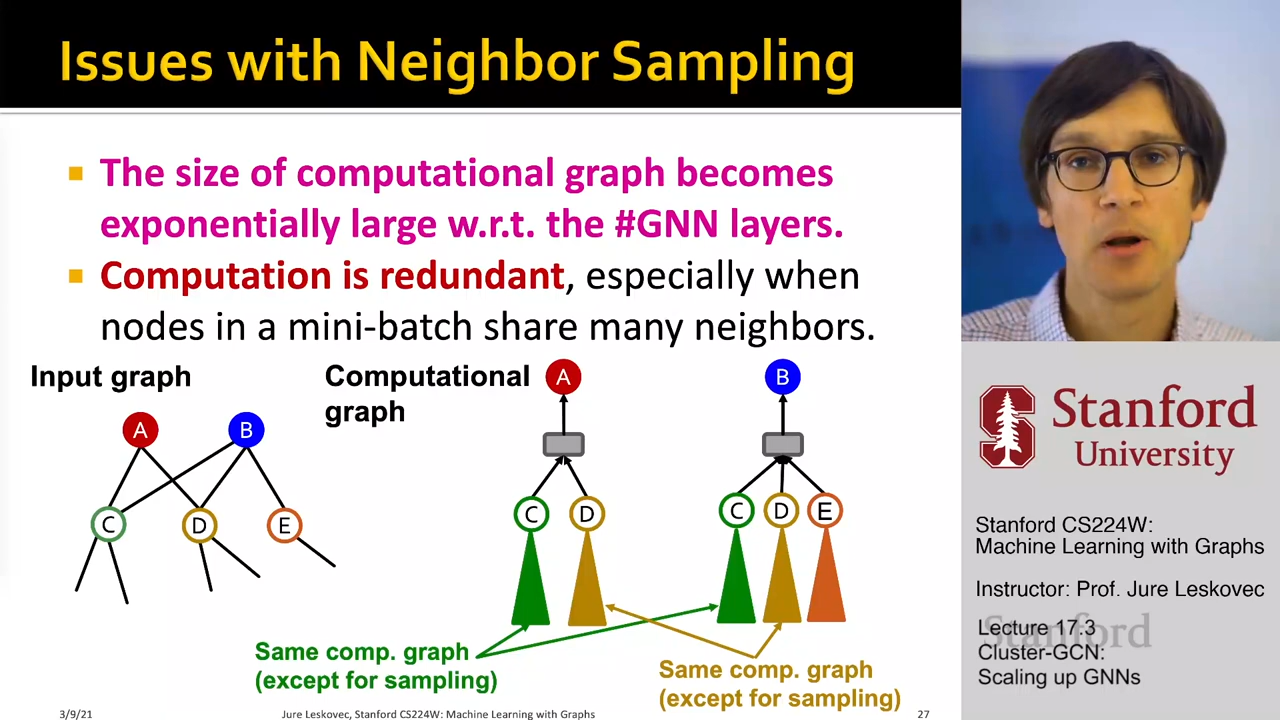 Issues with Neighbor Sampling
The size of computational graph becomes
exponentially large w.r.t. the #GNN layers.
Computation is redundant, especially when
nodes in a mini-batch share many neighbors.
Input graph
Computational
graph
A
B
A
B
C
D
E
C
D
C
D
E
Same comp. graph
(except for sampling)
Same comp. graph
(except for sampling)
3/9/21
Jure Leskovec, Stanford CS224W: Machine Learning with Graphs
27
S
Stanford
University
Stanford CS224W:
Machine Learning with Graphs
Instructor: Prof. Jure Leskovec
Stanford
Lecture 17.3
Cluster-GCN:
Scaling up GNNs